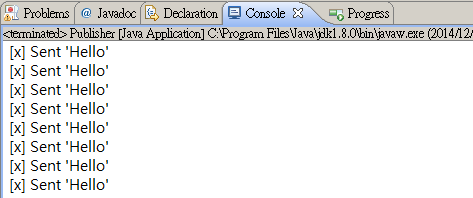 Problems @ Javadoc Declaration Console Progress
<terminated> Publisher [Java Application] C:\Program Files\Java\jdk1.8.0\bin\javaw.exe (2014/12/
[x] Sent 'Hello'
[x] Sent 'Hello'
[x] Sent 'Hello'
[x] Sent 'Hello'
[x] Sent 'Hello'
[x] Sent 'Hello'
[x] Sent 'Hello'
[x] Sent 'Hello'